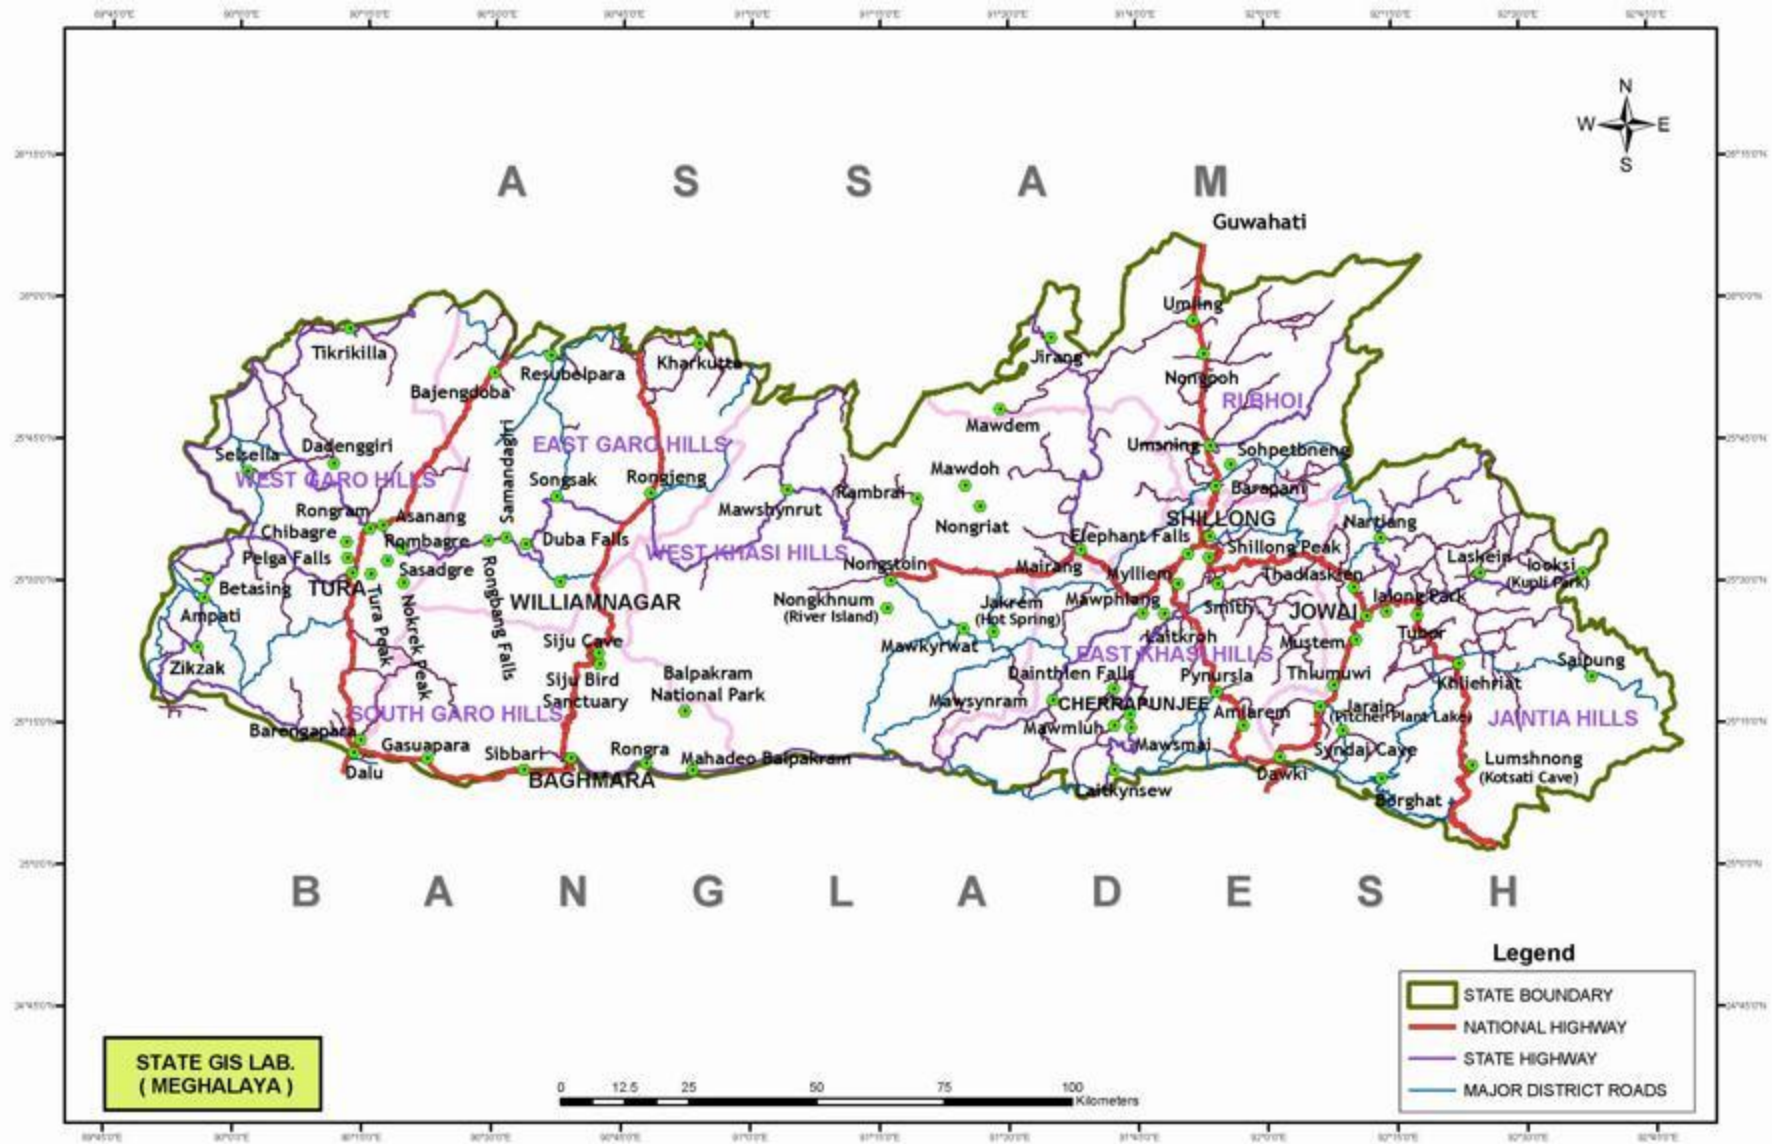 A S S A M
N
W E
S
Guwahati
Umling
Tikrikilla
Kharkutta
Jirang
Resubelpara
Bajengdoba
Nongpoh
RI BHOI
Mawdem
Dadenggiri
EAST GARO HILLS
Umsning
Sohpetbneng
Selsella
Samandagiri
Mawdoh
WEST GARO HILLS
Songsak
Rongjeng
Rambrai
Barapani
Rongram
Asanang
Mawshynrut
Nongriat
SHILLONG
Nartiang
Chibagre
Rombagre
Duba Falls
Elephant Falls
Shillong Peak
Pelga Falls
WEST KHASI HILLS
Laskein
Iooksi
(Kupli Park)
Sasadgre
Nongstoin
Mairang
Mylliem
Thadlaskien
Betasing
TURA
Rongbang Falls
WILLIAMNAGAR
Nongkhnum
(River Island)
Jakrem
(Hot Spring)
Mawphlang
Smith
JOWAI
Ialong Park
Ampati
Tura Peak
Nokrek Peak
Siju Cave
Mawkyrwat
Laitkroh
Mustem
Tuber
Zikzak
Siju Bird
Sanctuary
Balpakram
National Park
EAST KHASI HILLS
Dainthlen Falls
Pynursla
Thlumuwi
Khliehriat
Saipung
SOUTH GARO HILLS
Mawsynram
CHERRAPUNJEE
Amlarem
Jarain
(Pitcher Plant Lake)
JAINTIA HILLS
Barengapara
Gasuapara
Sibbari
Rongra
Mahadeo
Balpakram
Mawmluh
Mawsmai
Syndai Cave
Dalu
BAGHMARA
Dawki
Lumshnong
(Kotsati Cave)
Laitkynsew
Borghat
B A N G L A D E S H
Legend
STATE BOUNDARY
NATIONAL HIGHWAY
STATE HIGHWAY
MAJOR DISTRICT ROADS
STATE GIS LAB.
( MEGHALAYA )
0 12.5 25 50 75 100
Kilometers